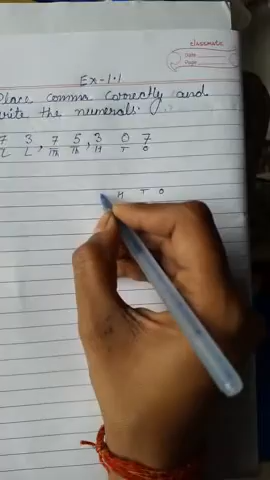 classmate
Date
Page
Ex-1.1
Place comma correctly and
write the numerals.
7 3, 7 5, 3 0 7
L L TTh Th H T O
H T O